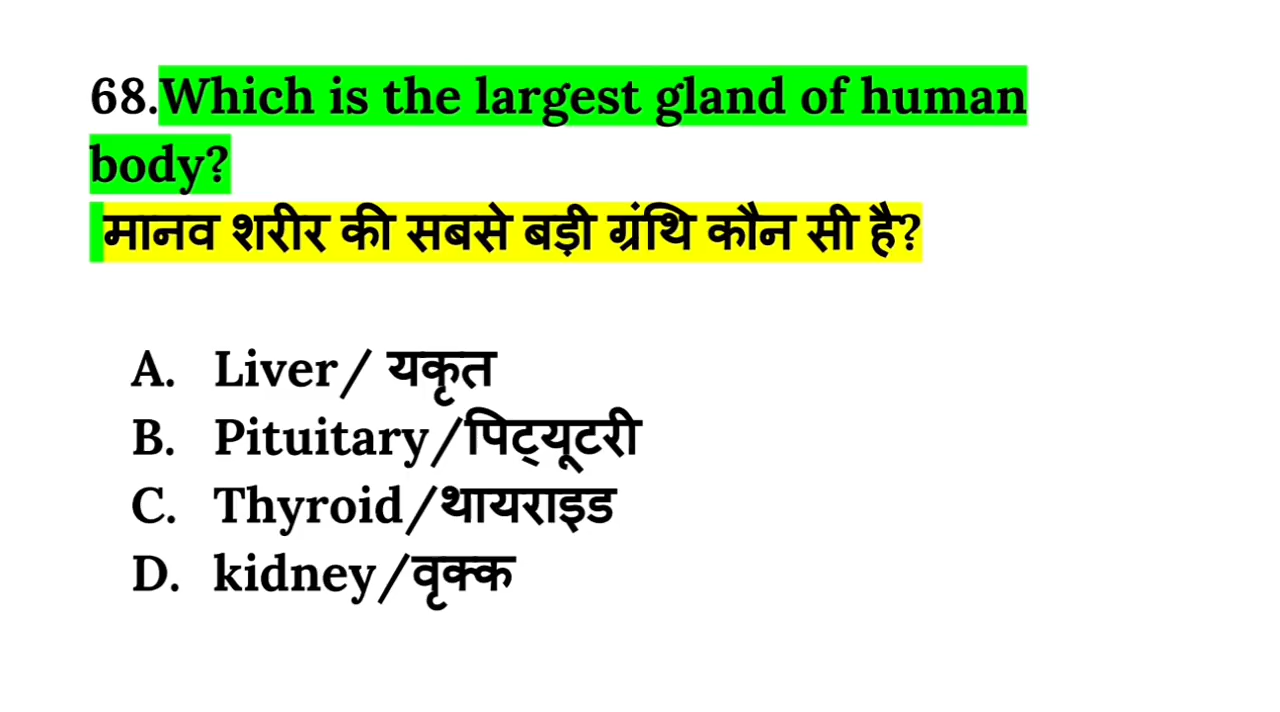 68.Which is the largest gland of human
body?
मानव शरीर की सबसे बड़ी ग्रंथि कौन सी है?
A. Liver/ यकृत
B. Pituitary/पिट्यूटरी
C. Thyroid/थायराइड
D. kidney/वृक्क